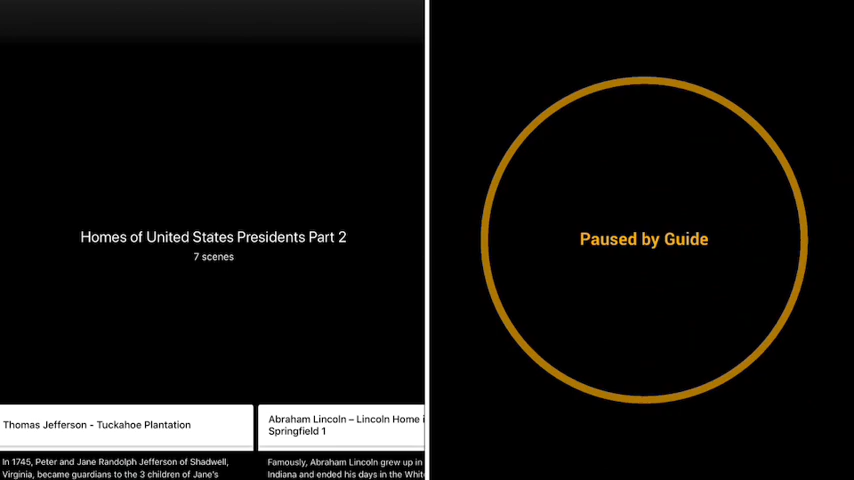 Homes of United States Presidents Part 2
7 scenes
Thomas Jefferson - Tuckahoe Plantation
In 1745, Peter and Jane Randolph Jefferson of Shadwell,
Virginia, became guardians to the 3 children of Jane's
Abraham Lincoln – Lincoln Home i
Springfield 1
Famously, Abraham Lincoln grew up in
Indiana and ended his days in the Whit
Paused by Guide